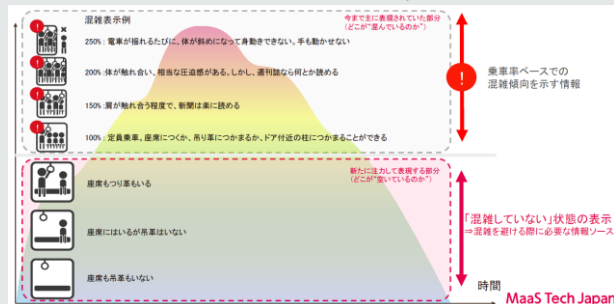 混雑表示例
今まで主に表現されていた部分
(どこが“混んでいるのか”)
250% : 電車が揺れるたびに、体が斜めになって身動きできない。手も動かせない
200% : 体が触れ合い、相当な圧迫感がある。しかし、週刊誌なら何とか読める
150% : 肩が触れ合う程度で、新聞は楽に読める
100% : 定員乗車。座席につくか、吊り革につかまるか、ドア付近の柱につかまることができる
乗車率ベースでの
混雑傾向を示す情報
新たに注力して表現する部分
(どこが“空いているのか”)
座席もつり革もいる
座席にはいるが吊革はいない
座席も吊革もいない
「混雑していない」状態の表示
⇒混雑を避ける際に必要な情報ソース
時間
MaaS Tech Japan